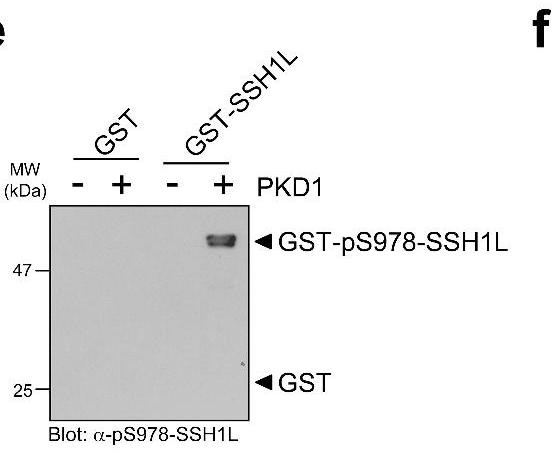 e
f
GST
GST-SSH1L
MW
(kDa)
- + - + PKD1
◄GST-pS978-SSH1L
47
25
◄GST
Blot: α-pS978-SSH1L